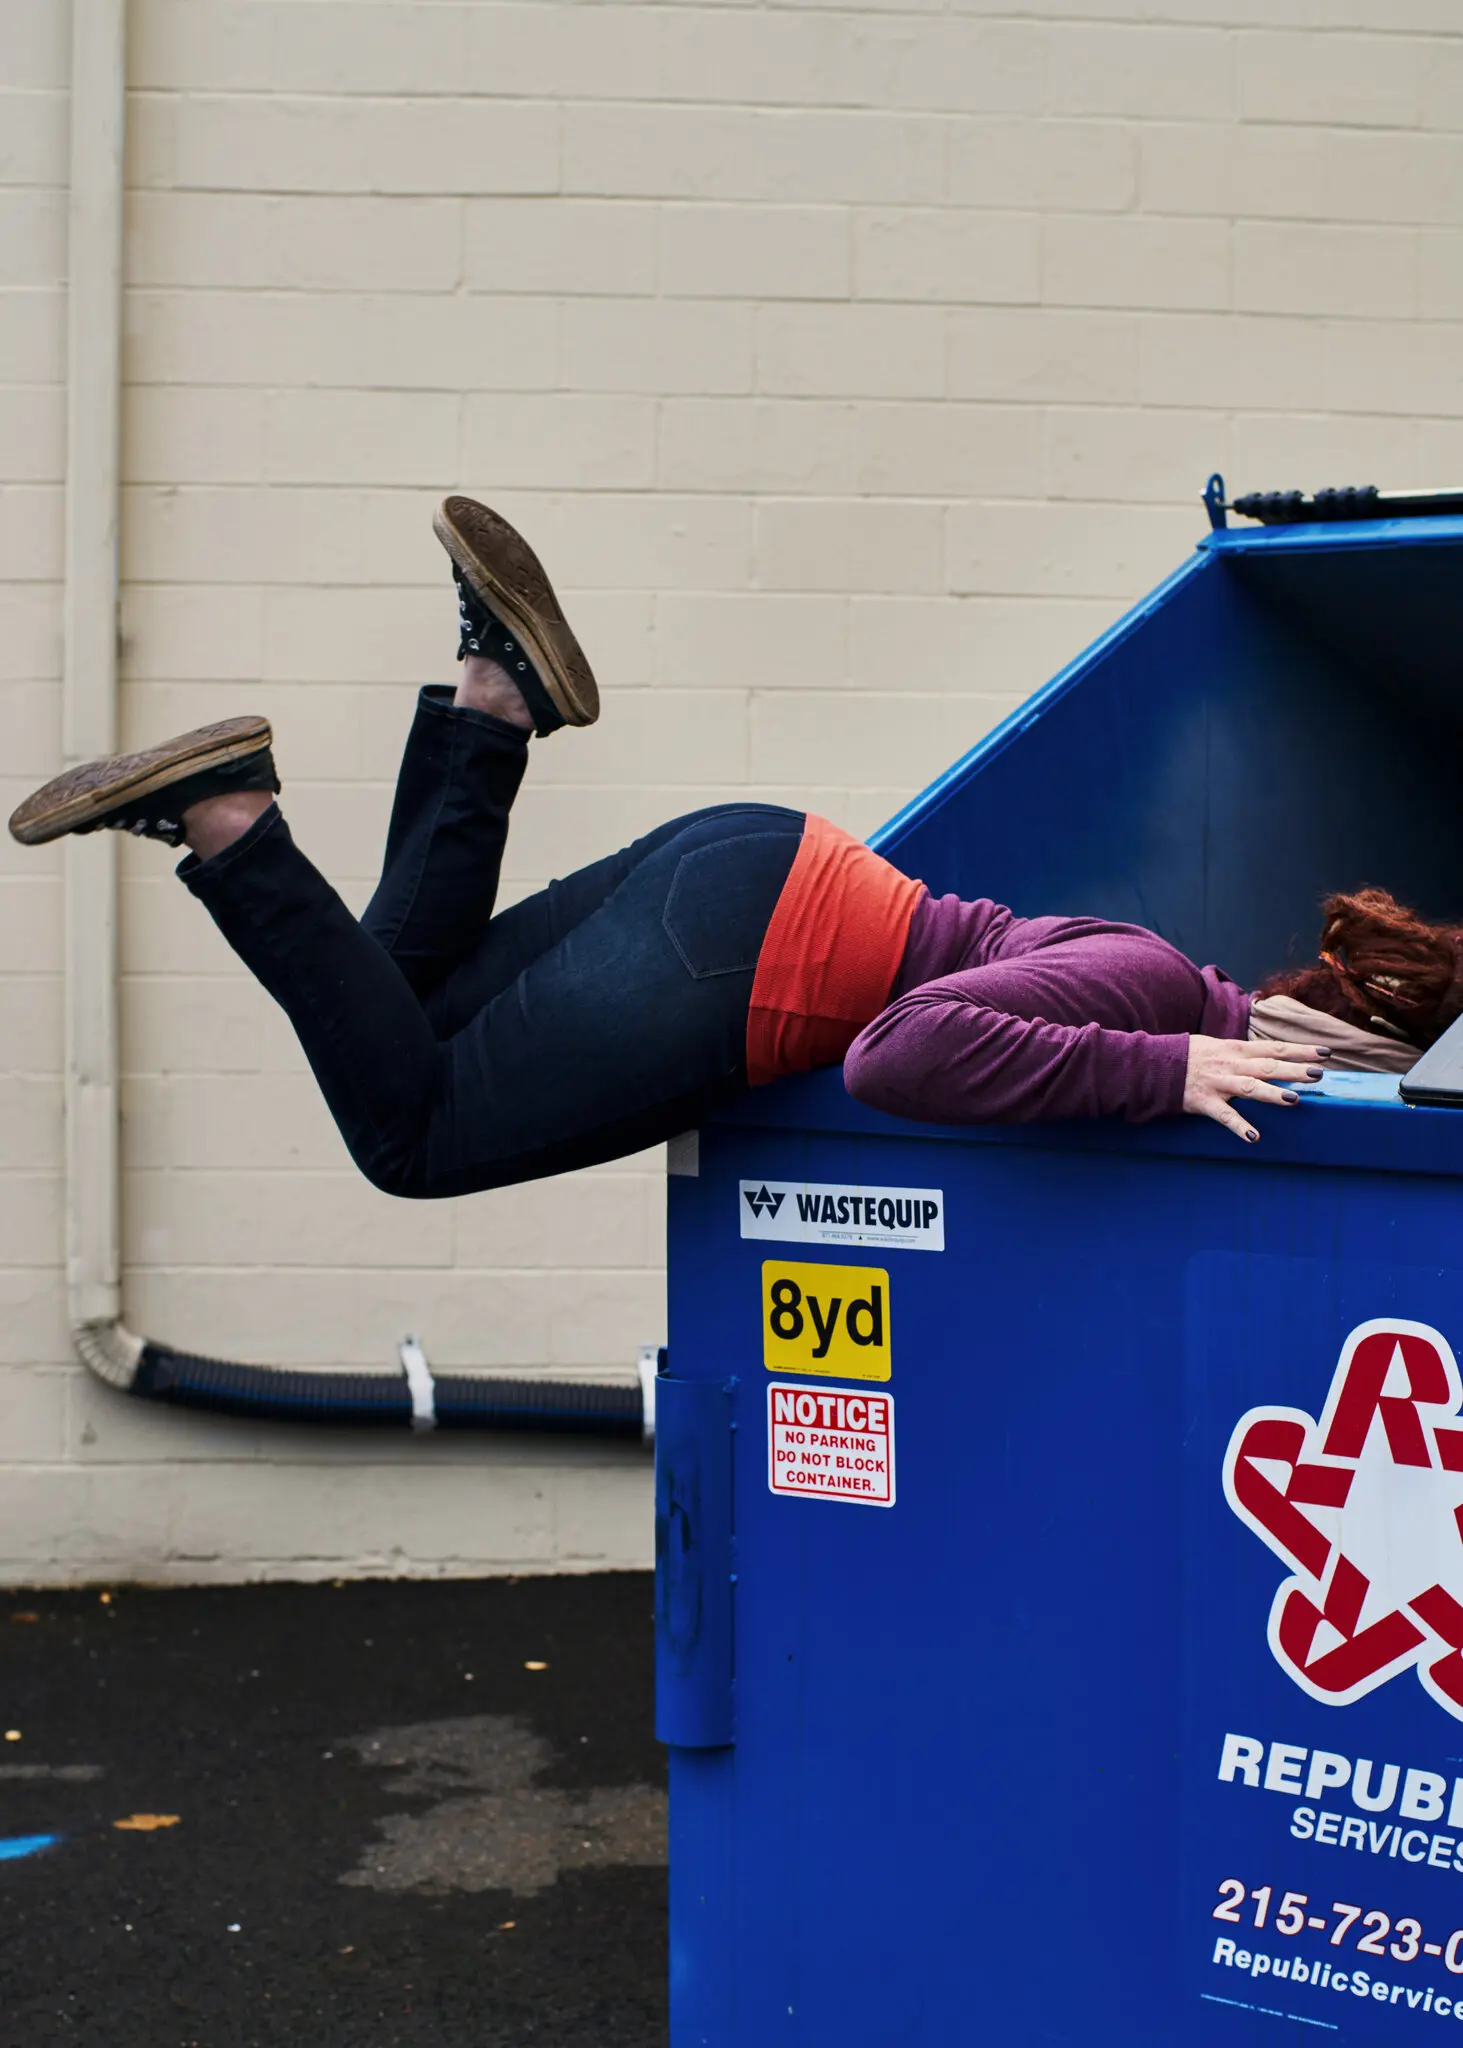 WASTEQUIP
8yd
NOTICE
NO PARKING
DO NOT BLOCK
CONTAINER.
REPUB
SERVICES
215-723-0
RepublicService